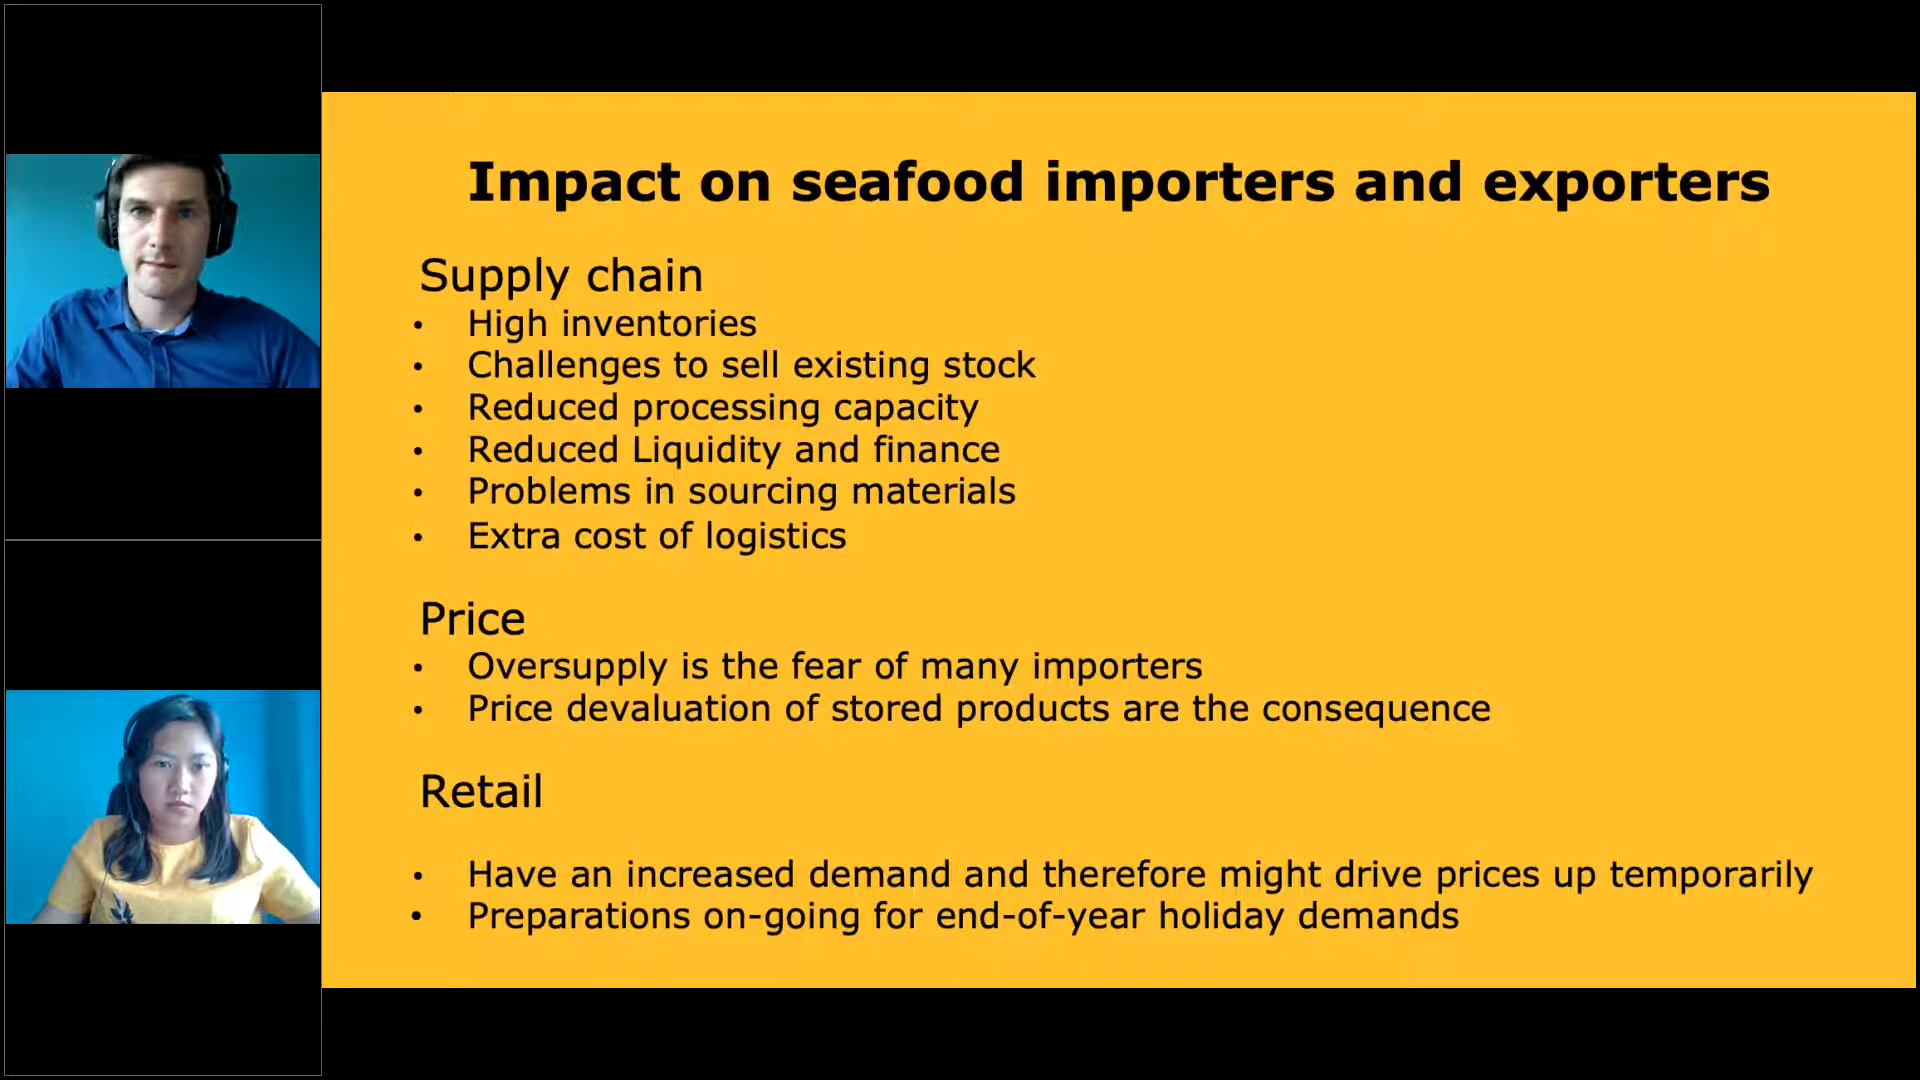 Impact on seafood importers and exporters
Supply chain
• High inventories
• Challenges to sell existing stock
• Reduced processing capacity
• Reduced Liquidity and finance
• Problems in sourcing materials
• Extra cost of logistics
Price
• Oversupply is the fear of many importers
• Price devaluation of stored products are the consequence
Retail
• Have an increased demand and therefore might drive prices up temporarily
• Preparations on-going for end-of-year holiday demands